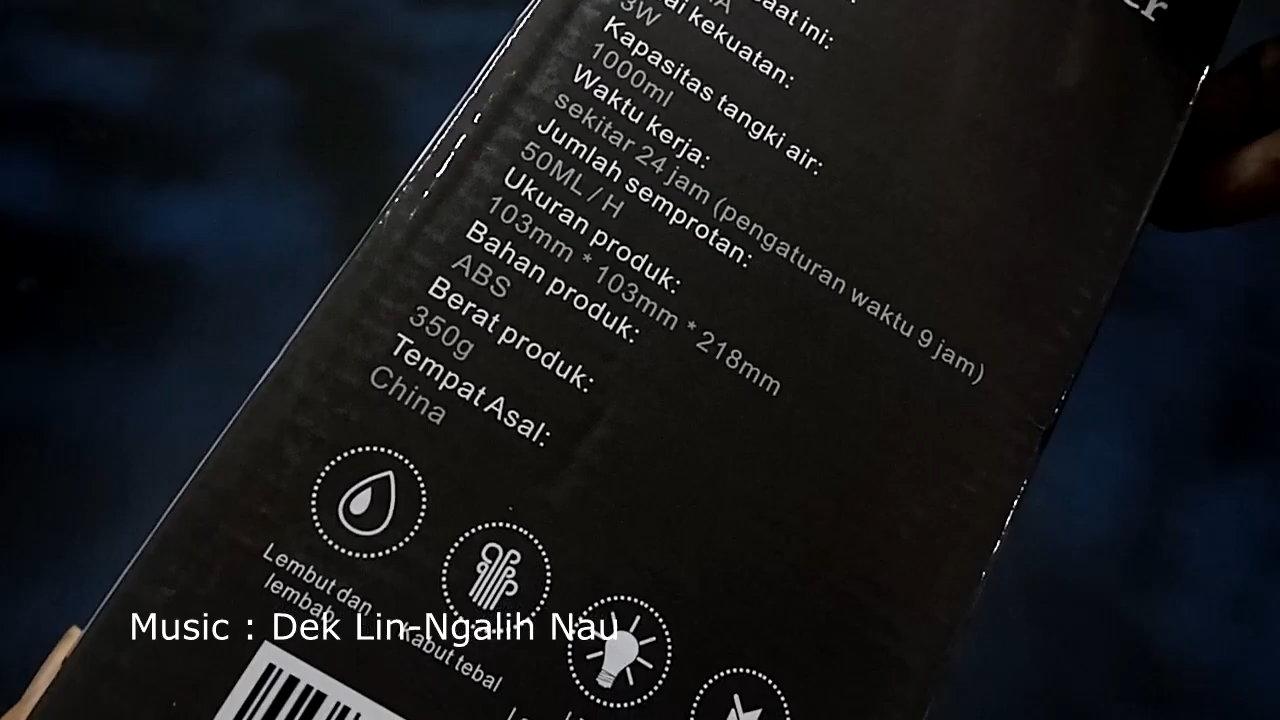 saat ini:
kekuatan:
3W
Kapasitas tangki air:
1000ml
Waktu kerja:
sekitar 24 jam (pengaturan waktu 9 jam)
Jumlah semprotan:
50ML / H
Ukuran produk:
103mm * 103mm * 218mm
Bahan produk:
ABS
Berat produk:
350g
Tempat Asal:
China
Lembut dan
lembab
Kabut tebal
Music : Dek Lin-Ngalih Nau